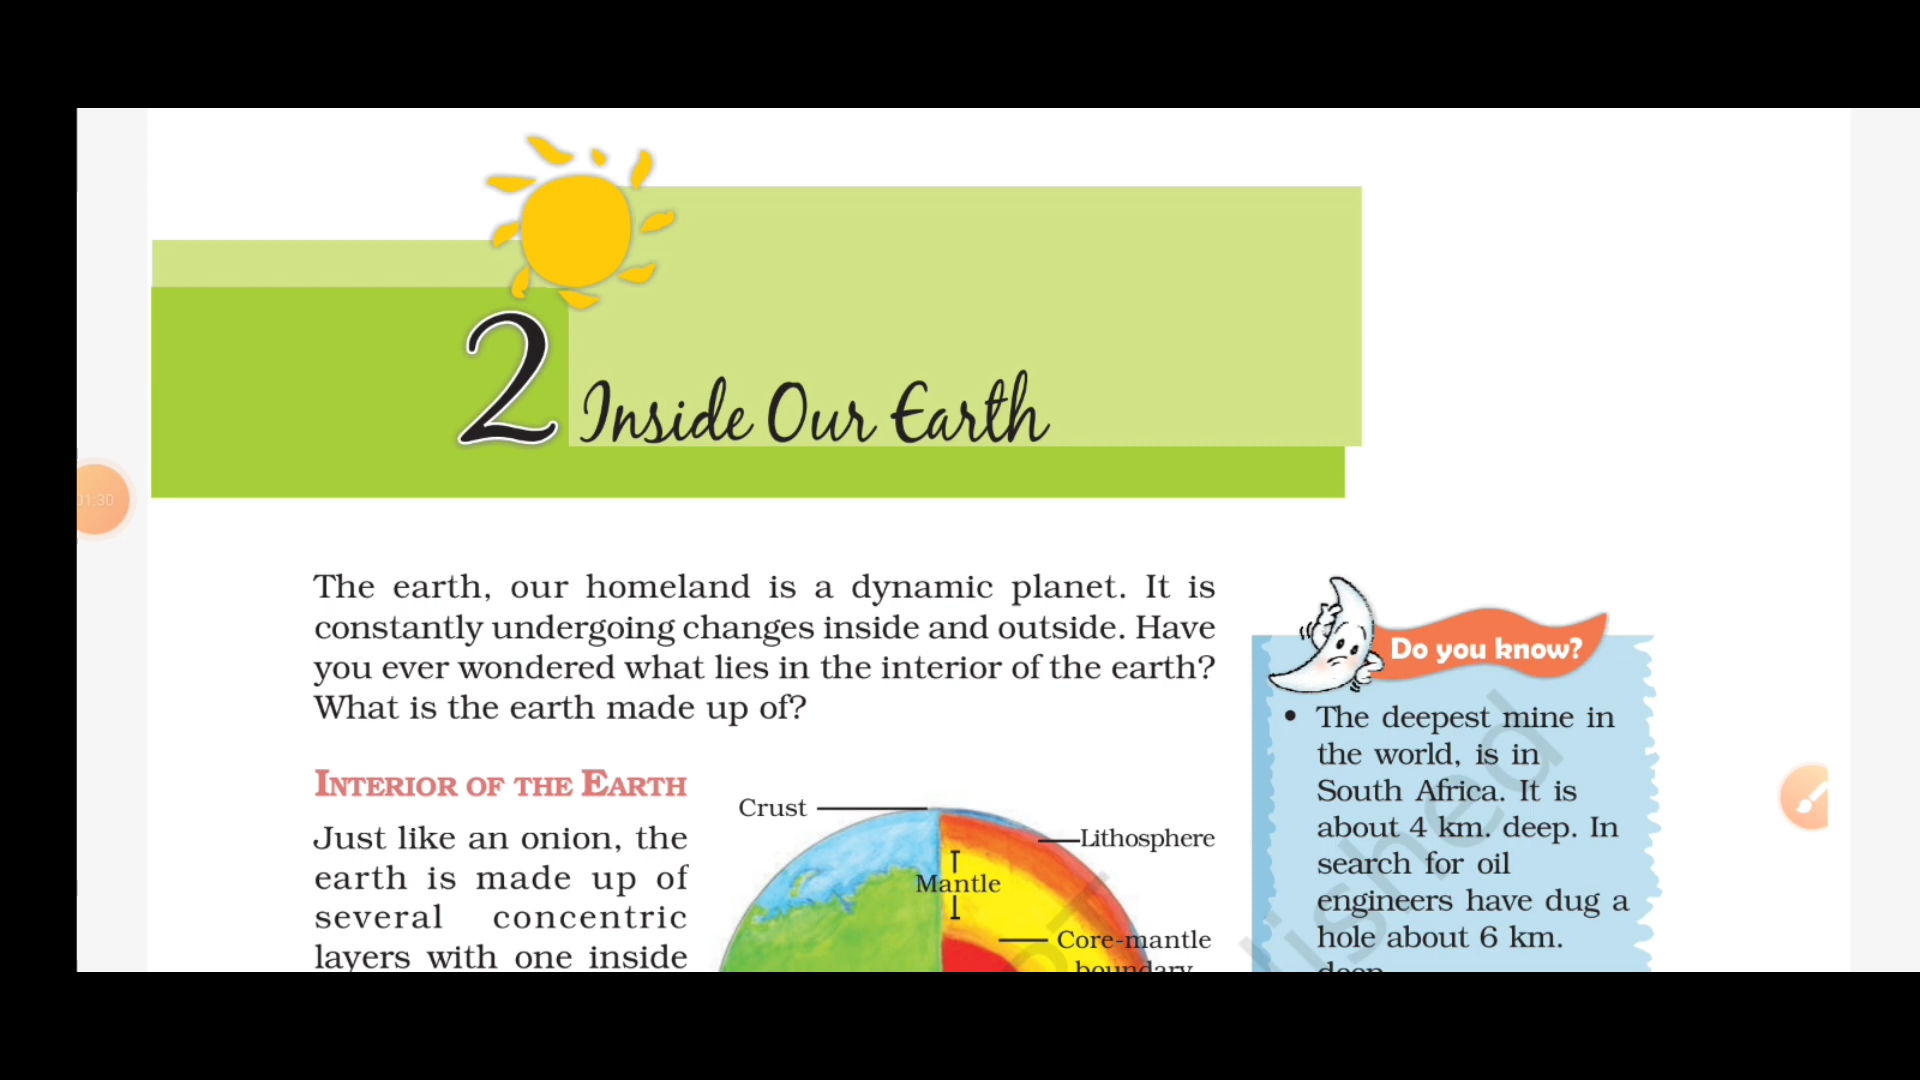 2 Inside Our Earth
01:30
The earth, our homeland is a dynamic planet. It is
constantly undergoing changes inside and outside. Have
you ever wondered what lies in the interior of the earth?
What is the earth made up of?
INTERIOR OF THE EARTH
Just like an onion, the
earth is made up of
several concentric
layers with one inside
Crust
Lithosphere
Mantle
Core-mantle
boundary
Do you know?
• The deepest mine in
the world, is in
South Africa. It is
about 4 km. deep. In
search for oil
engineers have dug a
hole about 6 km.
deep